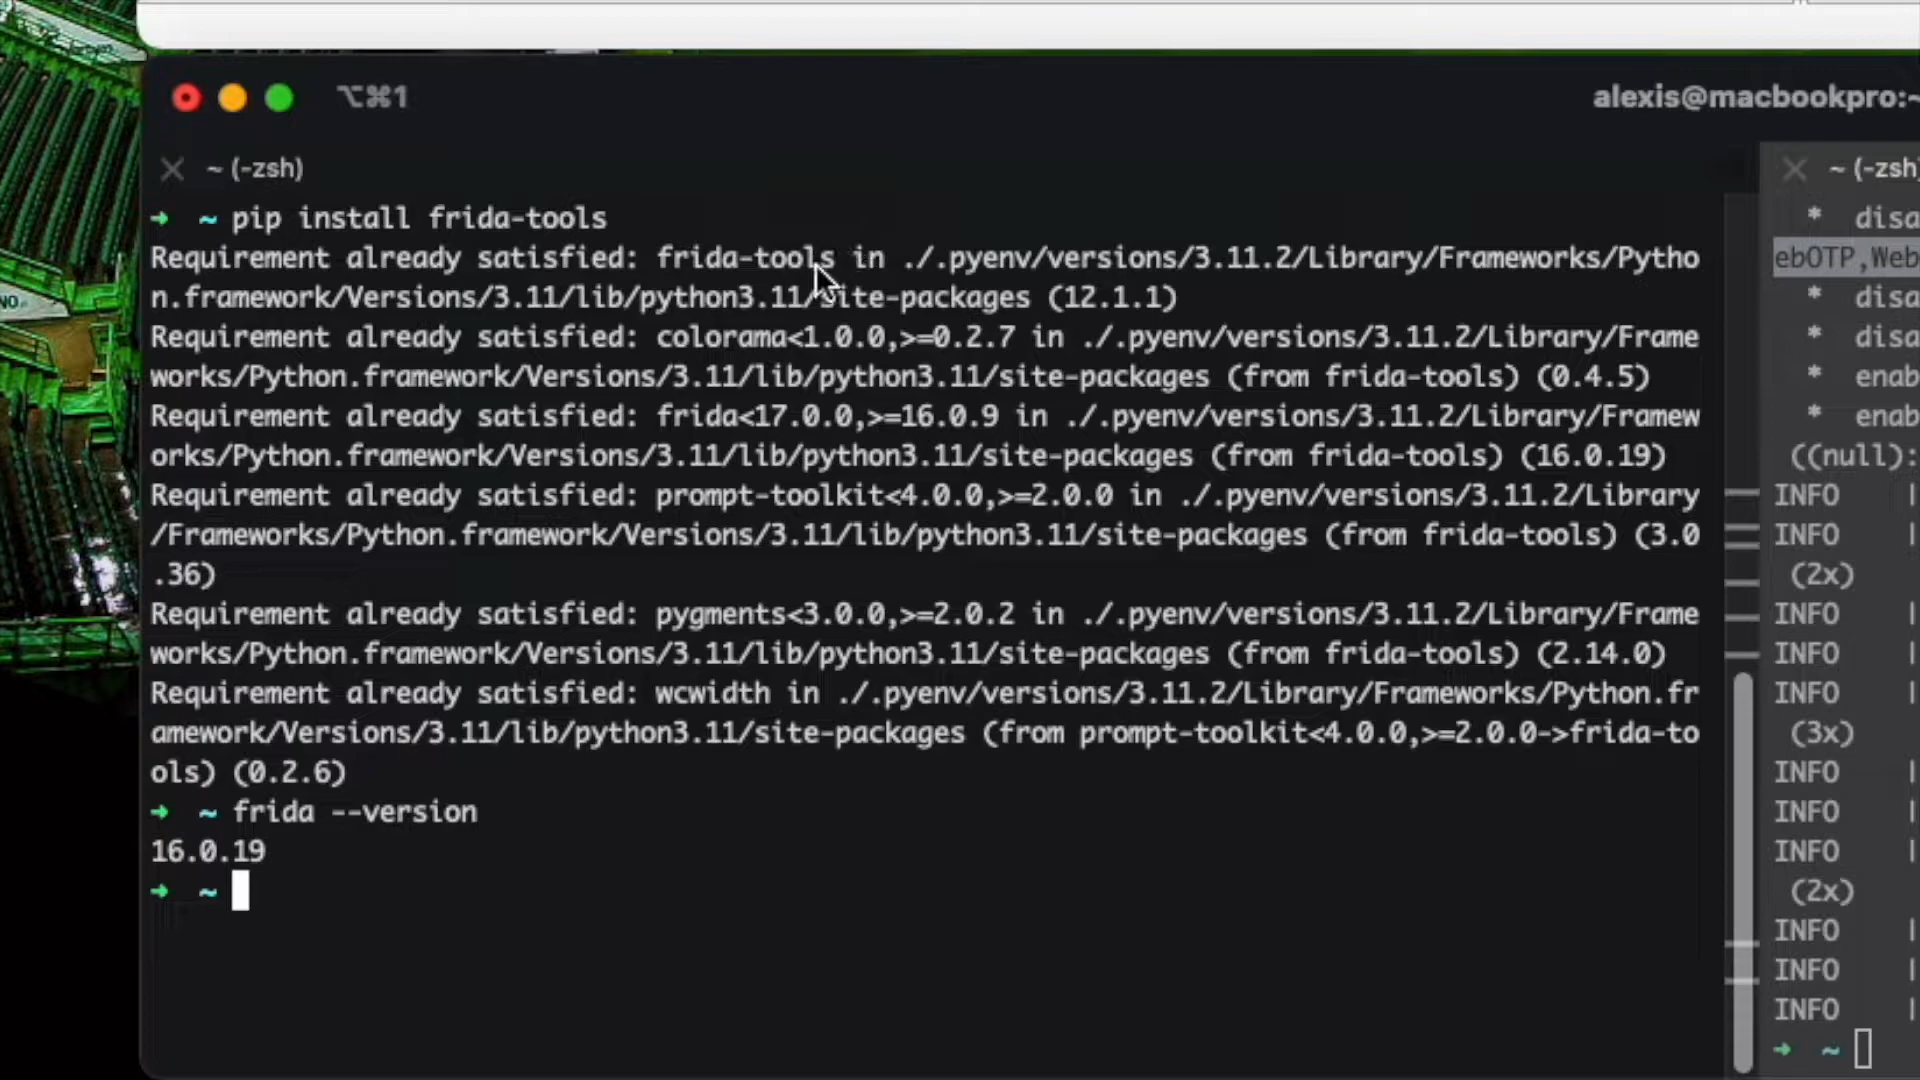 ⌥⌘1
alexis@macbookpro:~
~ (-zsh)
➜ ~ pip install frida-tools
Requirement already satisfied: frida-tools in ./.pyenv/versions/3.11.2/Library/Frameworks/Pytho
n.framework/Versions/3.11/lib/python3.11/site-packages (12.1.1)
Requirement already satisfied: colorama<1.0.0,>=0.2.7 in ./.pyenv/versions/3.11.2/Library/Frame
works/Python.framework/Versions/3.11/lib/python3.11/site-packages (from frida-tools) (0.4.5)
Requirement already satisfied: frida<17.0.0,>=16.0.9 in ./.pyenv/versions/3.11.2/Library/Framew
orks/Python.framework/Versions/3.11/lib/python3.11/site-packages (from frida-tools) (16.0.19)
Requirement already satisfied: prompt-toolkit<4.0.0,>=2.0.0 in ./.pyenv/versions/3.11.2/Library
/Frameworks/Python.framework/Versions/3.11/lib/python3.11/site-packages (from frida-tools) (3.0
.36)
Requirement already satisfied: pygments<3.0.0,>=2.0.2 in ./.pyenv/versions/3.11.2/Library/Frame
works/Python.framework/Versions/3.11/lib/python3.11/site-packages (from frida-tools) (2.14.0)
Requirement already satisfied: wcwidth in ./.pyenv/versions/3.11.2/Library/Frameworks/Python.fr
amework/Versions/3.11/lib/python3.11/site-packages (from prompt-toolkit<4.0.0,>=2.0.0->frida-to
ols) (0.2.6)
➜ ~ frida --version
16.0.19
➜ ~
~ (-zsh)
* disa
ebOTP,Web
* disa
* disa
* enab
* enab
((null):
INFO |
INFO |
(2x)
INFO |
INFO |
INFO |
(3x)
INFO |
INFO |
INFO |
(2x)
INFO |
INFO |
INFO |
➜ ~